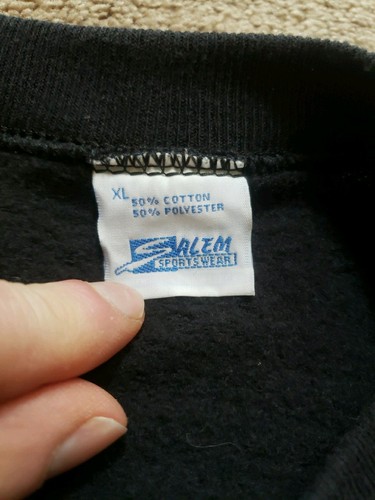 XL
50% COTTON
50% POLYESTER
SALEM
SPORTSWEAR